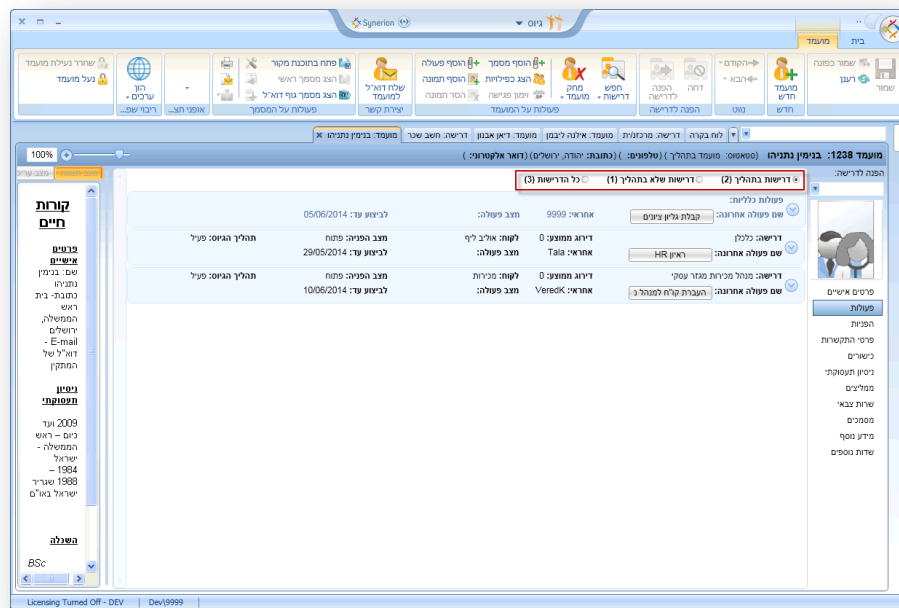 גיוס
Synerion
בית
מועמד
שמור
שמור כפונה
רענן
מועמד חדש
חדש
הקודם
הבא
נווט
דחה
הפנה לדרישה
הפנה לדרישה
חפש דרישות
מחק מועמד
הוסף מסמך
הצג כפילויות
זימון פגישה
הוסף פעולה
הוסף תמונה
הסר תמונה
פעולות על המועמד
שלח דוא"ל למועמד
יצירת קשר
פתח בתוכנת מקור
הצג מסמך ראשי
הצג מסמך גוף דוא"ל
פעולות על המסמך
אופני תצ...
הזן ערכים
ריבוי שפ...
שחרר נעילת מועמד
נעל מועמד
לוח בקרה
דרישה: מרכזנ/ית
מועמד: אילנה ליבמן
מועמד: דיאן אבנון
דרישה: חשב שכר
מועמד: בנימין נתניהו
מועמד 1238: בנימין נתניהו (סטאטוס: מועמד בתהליך ) (טלפונים: ) (כתובת: יהודה, ירושלים) (דואר אלקטרוני: )
100%
הפנה לדרישה:
דרישות בתהליך (2)
דרישות שלא בתהליך (1)
כל הדרישות (3)
פעולות כלליות:
שם פעולה אחרונה: קבלת גליון ציונים אחראי: 9999 מצב פעולה: לביצוע עד: 05/06/2014
דרישה: כלכלן דירוג ממוצע: 0 לקוח: אוליב ליף מצב הפניה: פתוח תהליך הגיוס: פעיל
שם פעולה אחרונה: ראיון HR אחראי: Tala מצב פעולה: לביצוע עד: 29/05/2014
דרישה: מנהל מכירות מגזר עסקי דירוג ממוצע: 0 לקוח: מכירות מצב הפניה: פתוח תהליך הגיוס: פעיל
שם פעולה אחרונה: העברת קו"ח למנהל נ אחראי: VeredK מצב פעולה: לביצוע עד: 10/06/2014
פרטים אישיים
פעולות
הפניות
פרטי התקשרות
כישורים
ניסיון תעסוקתי
ממליצים
שרות צבאי
מסמכים
מידע נוסף
שדות נוספים
מצב עריכ
קורות
חיים
פרטים
אישיים
שם: בנימין
נתניהו
כתובת- בית
ראש
הממשלה,
ירושלים
E-mail -
דוא"ל של
המתקין
ניסיון
תעסוקתי
2009 ועד
כיום – ראש
הממשלה -
ישראל
1984 –
1988 שגריר
ישראל באו"ם
השכלה
BSc
Licensing Turned Off - DEV
Dev\9999